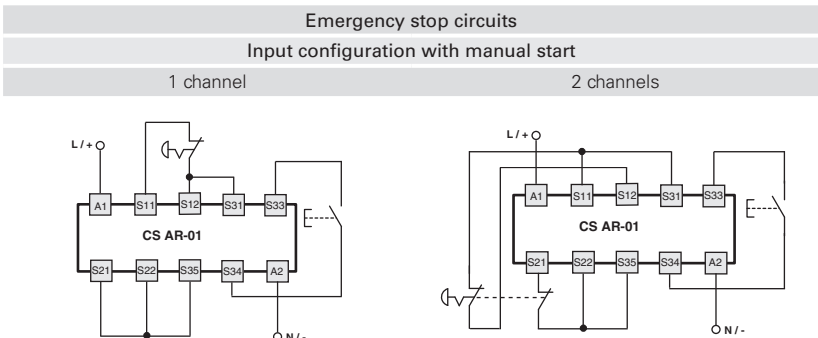 Emergency stop circuits
Input configuration with manual start
1 channel 2 channels
L / +
A1 S11 S12 S31 S33
CS AR-01
S21 S22 S35 S34 A2
N / -
L / +
A1 S11 S12 S31 S33
CS AR-01
S21 S22 S35 S34 A2
N / -